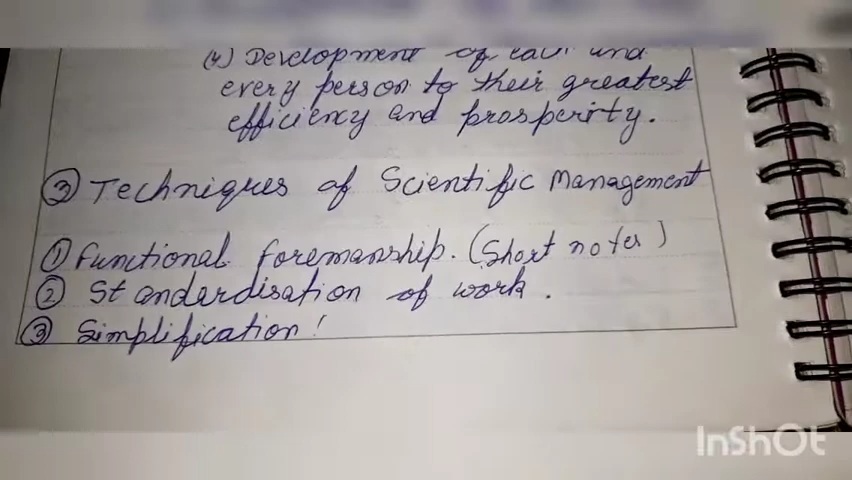 (4) Development of each and
every person to their greatest
efficiency and prosperity.
③ Techniques of Scientific Management
① Functional foremanship. (Short notes)
② Standardisation of work.
③ Simplification!
InShOt